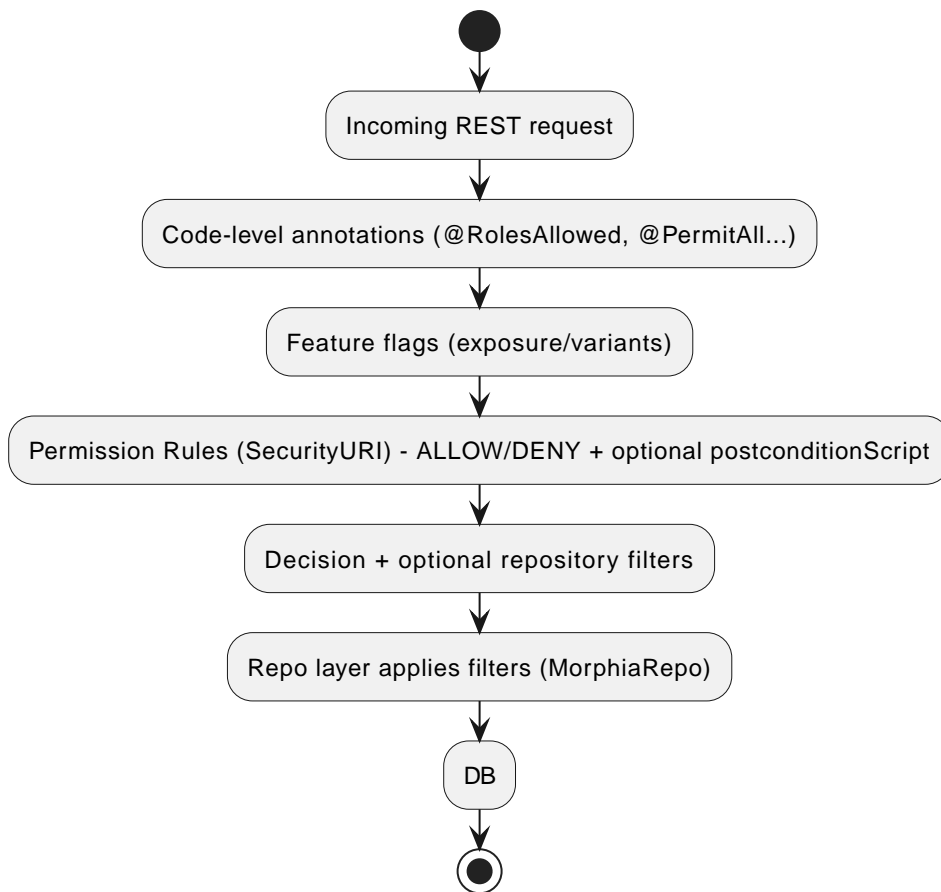 Incoming REST request
Code-level annotations (@RolesAllowed, @PermitAll...)
Feature flags (exposure/variants)
Permission Rules (SecurityURI) - ALLOW/DENY + optional postconditionScript
Decision + optional repository filters
Repo layer applies filters (MorphiaRepo)
DB